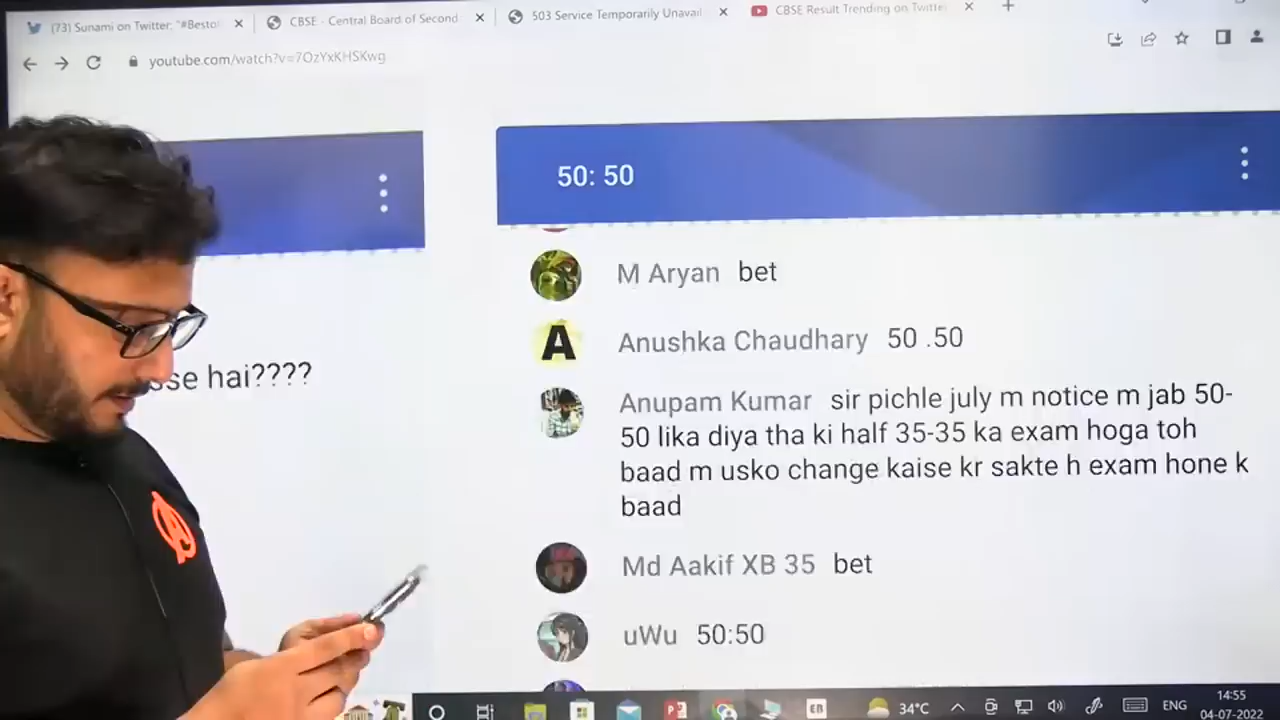 (73) Sunami on Twitter: "#Besto
CBSE - Central Board of Second
503 Service Temporarily Unavail
CBSE Result Trending on Twitte
youtube.com/watch?v=7OzYxKHSKwg
50: 50
M Aryan bet
Anushka Chaudhary 50 .50
sse hai????
Anupam Kumar sir pichle july m notice m jab 50-
50 lika diya tha ki half 35-35 ka exam hoga toh
baad m usko change kaise kr sakte h exam hone k
baad
Md Aakif XB 35 bet
uWu 50:50
34°C
ENG
14:55
04-07-2022